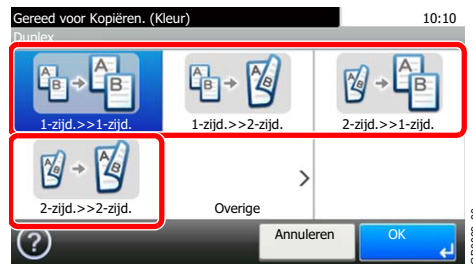 Gereed voor Kopiëren. (Kleur) 10:10
Duplex
A B A B
1-zijd.>>1-zijd.
A B A B
1-zijd.>>2-zijd.
A B A B
2-zijd.>>1-zijd.
A B A B
2-zijd.>>2-zijd.
Overige
?
Annuleren
OK